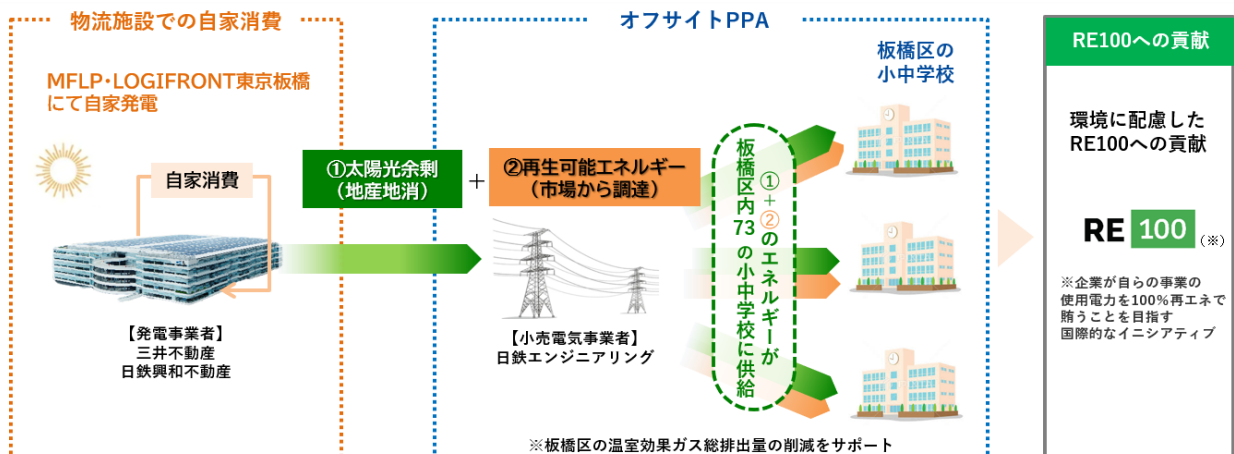 物流施設での自家消費
MFLP・LOGIFRONT東京板橋
にて自家発電
自家消費
【発電事業者】
三井不動産
日鉄興和不動産
①太陽光余剰
（地産地消）
+
オフサイトPPA
②再生可能エネルギー
（市場から調達）
【小売電気事業者】
日鉄エンジニアリング
①+②のエネルギーが
板橋区内73の小中学校に供給
板橋区の
小中学校
※板橋区の温室効果ガス総排出量の削減をサポート
RE100への貢献
環境に配慮した
RE100への貢献
RE 100 (※)
※企業が自らの事業の
使用電力を100%再エネで
賄うことを目指す
国際的なイニシアティブ